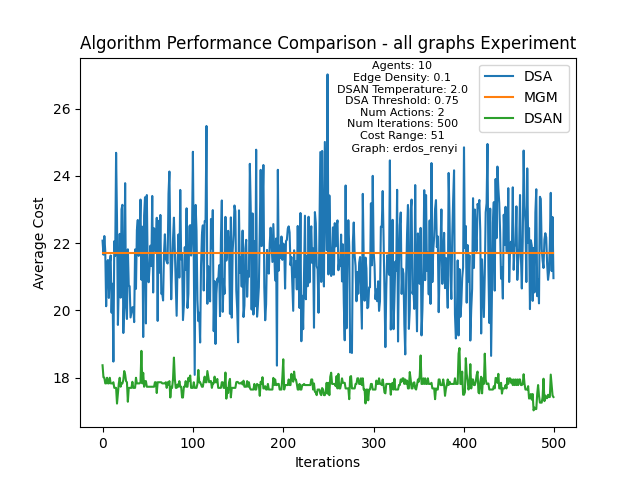 Algorithm Performance Comparison - all graphs Experiment
Agents: 10
Edge Density: 0.1
DSAN Temperature: 2.0
DSA Threshold: 0.75
Num Actions: 2
Num Iterations: 500
Cost Range: 51
Graph: erdos_renyi
DSA
MGM
DSAN
Average Cost
26
24
22
20
18
0
100
200
300
400
500
Iterations